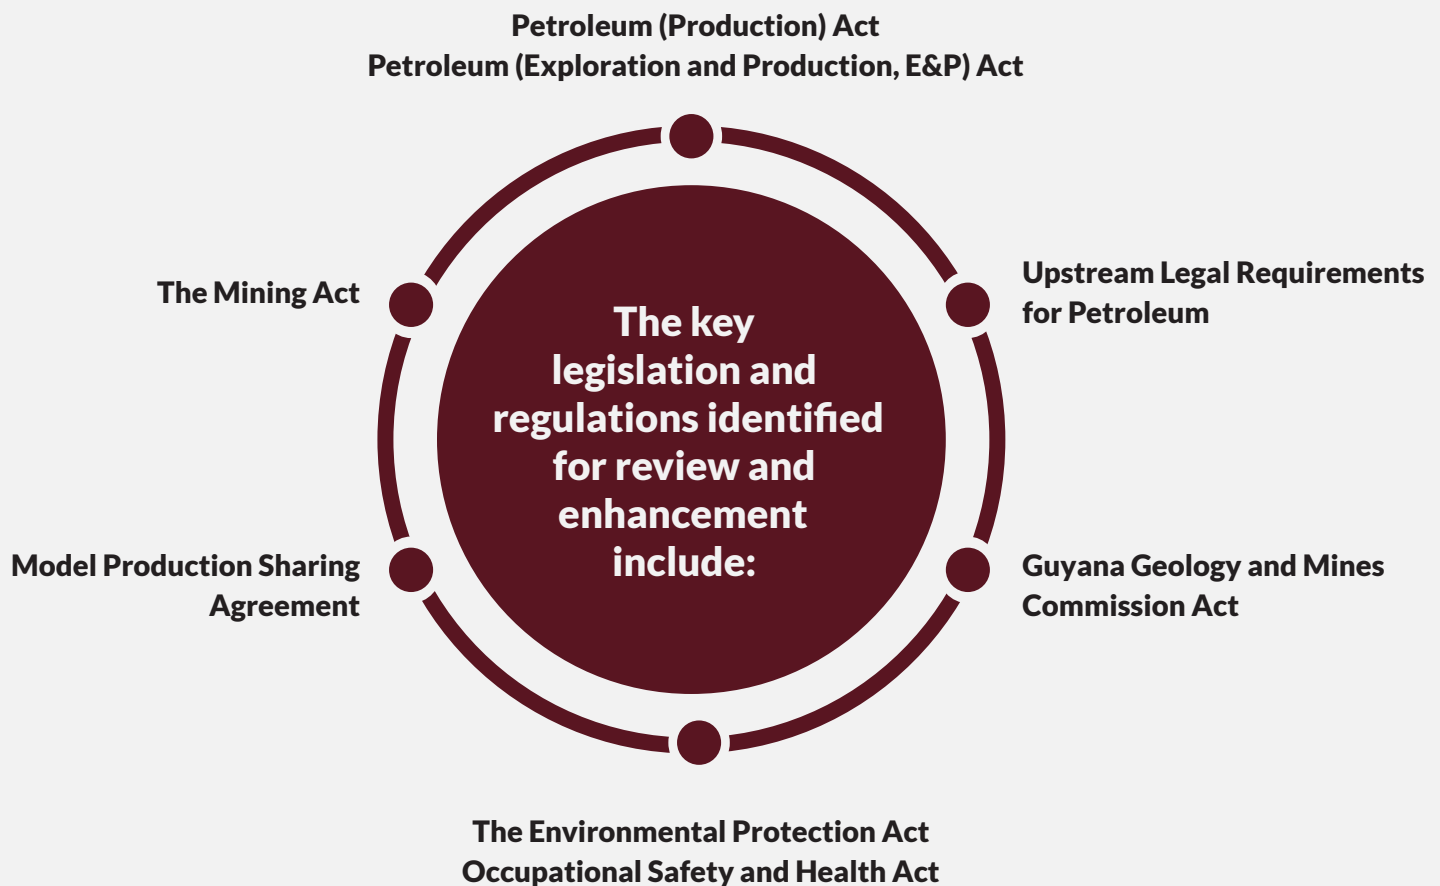 Petroleum (Production) Act
Petroleum (Exploration and Production, E&P) Act
The Mining Act
Upstream Legal Requirements
for Petroleum
The key
legislation and
regulations identified
for review and
enhancement
include:
Model Production Sharing
Agreement
Guyana Geology and Mines
Commission Act
The Environmental Protection Act
Occupational Safety and Health Act